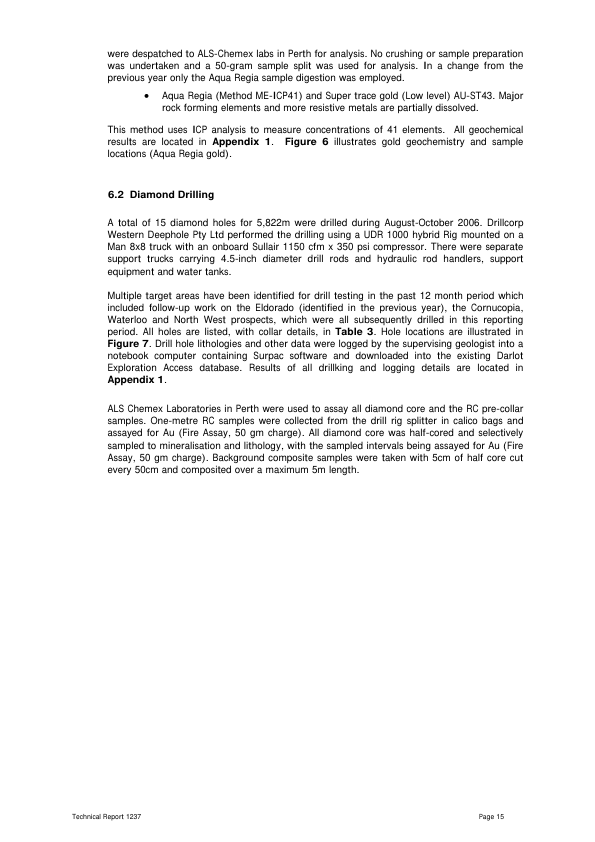 were despatched to ALS-Chemex labs in Perth for analysis. No crushing or sample preparation
was undertaken and a 50-gram sample split was used for analysis. In a change from the
previous year only the Aqua Regia sample digestion was employed.
• Aqua Regia (Method ME-ICP41) and Super trace gold (Low level) AU-ST43. Major
rock forming elements and more resistive metals are partially dissolved.
This method uses ICP analysis to measure concentrations of 41 elements. All geochemical
results are located in Appendix 1. Figure 6 illustrates gold geochemistry and sample
locations (Aqua Regia gold).
6.2 Diamond Drilling
A total of 15 diamond holes for 5,822m were drilled during August-October 2006. Drillcorp
Western Deephole Pty Ltd performed the drilling using a UDR 1000 hybrid Rig mounted on a
Man 8x8 truck with an onboard Sullair 1150 cfm x 350 psi compressor. There were separate
support trucks carrying 4.5-inch diameter drill rods and hydraulic rod handlers, support
equipment and water tanks.
Multiple target areas have been identified for drill testing in the past 12 month period which
included follow-up work on the Eldorado (identified in the previous year), the Cornucopia,
Waterloo and North West prospects, which were all subsequently drilled in this reporting
period. All holes are listed, with collar details, in Table 3. Hole locations are illustrated in
Figure 7. Drill hole lithologies and other data were logged by the supervising geologist into a
notebook computer containing Surpac software and downloaded into the existing Darlot
Exploration Access database. Results of all drillking and logging details are located in
Appendix 1.
ALS Chemex Laboratories in Perth were used to assay all diamond core and the RC pre-collar
samples. One-metre RC samples were collected from the drill rig splitter in calico bags and
assayed for Au (Fire Assay, 50 gm charge). All diamond core was half-cored and selectively
sampled to mineralisation and lithology, with the sampled intervals being assayed for Au (Fire
Assay, 50 gm charge). Background composite samples were taken with 5cm of half core cut
every 50cm and composited over a maximum 5m length.
Technical Report 1237
Page 15